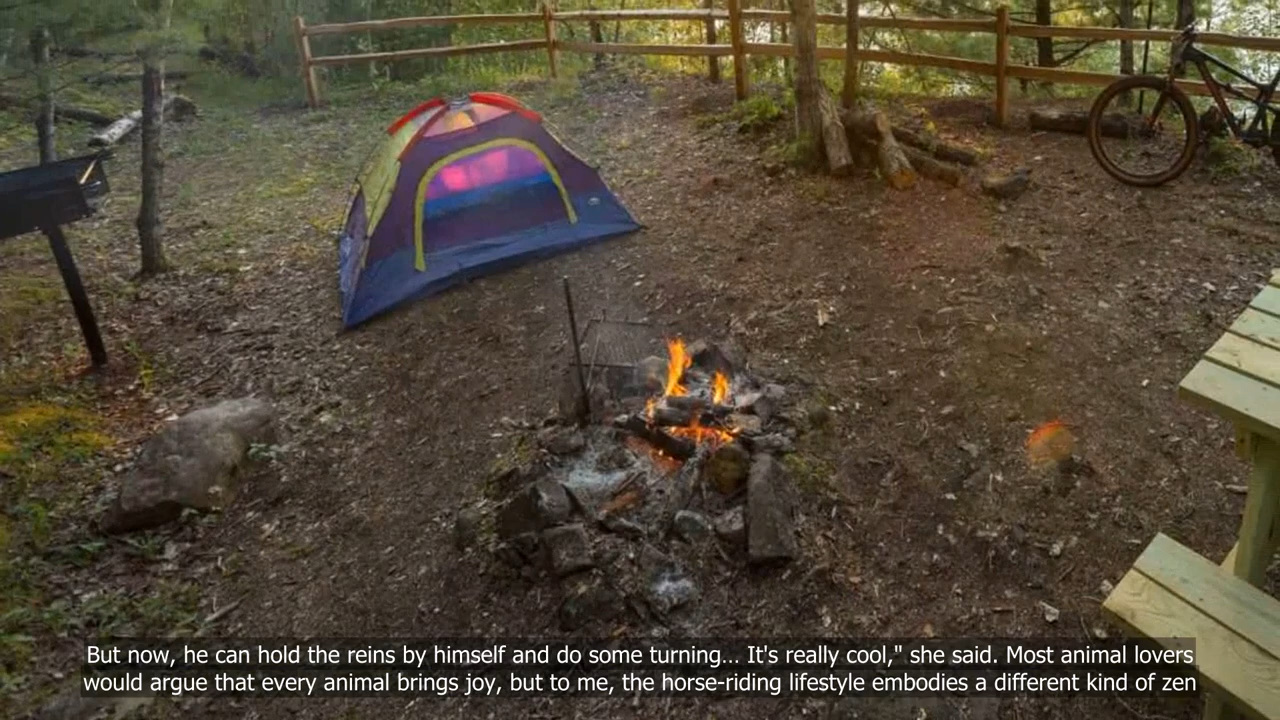 But now, he can hold the reins by himself and do some turning... It's really cool," she said. Most animal lovers
would argue that every animal brings joy, but to me, the horse-riding lifestyle embodies a different kind of zen